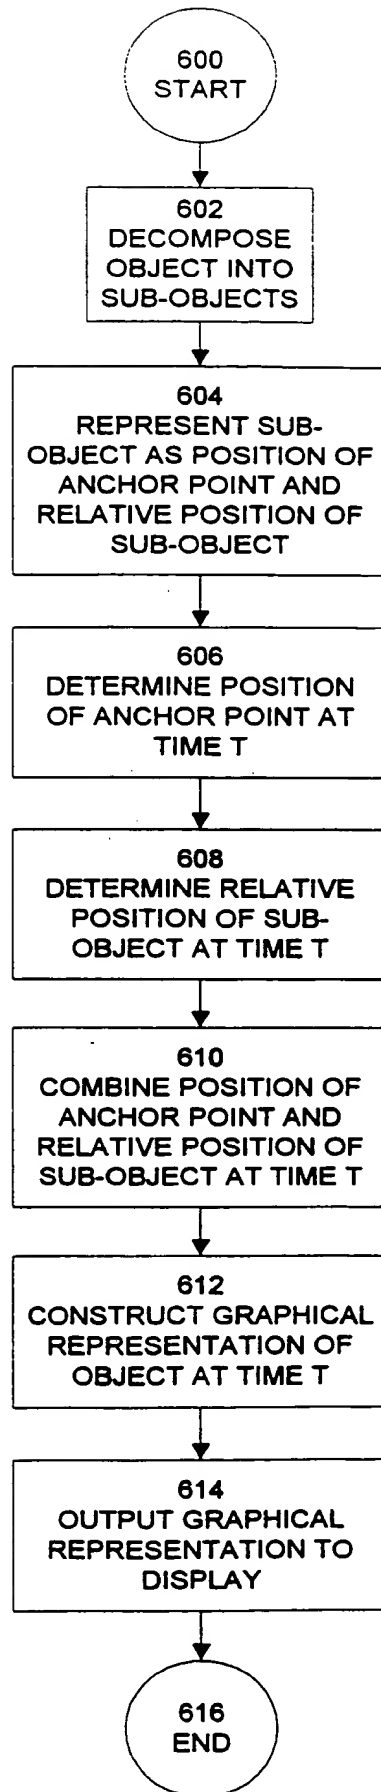 600
START
602
DECOMPOSE
OBJECT INTO
SUB-OBJECTS
604
REPRESENT SUB-
OBJECT AS POSITION OF
ANCHOR POINT AND
RELATIVE POSITION OF
SUB-OBJECT
606
DETERMINE POSITION
OF ANCHOR POINT AT
TIME T
608
DETERMINE RELATIVE
POSITION OF SUB-
OBJECT AT TIME T
610
COMBINE POSITION OF
ANCHOR POINT AND
RELATIVE POSITION OF
SUB-OBJECT AT TIME T
612
CONSTRUCT GRAPHICAL
REPRESENTATION OF
OBJECT AT TIME T
614
OUTPUT GRAPHICAL
REPRESENTATION TO
DISPLAY
616
END